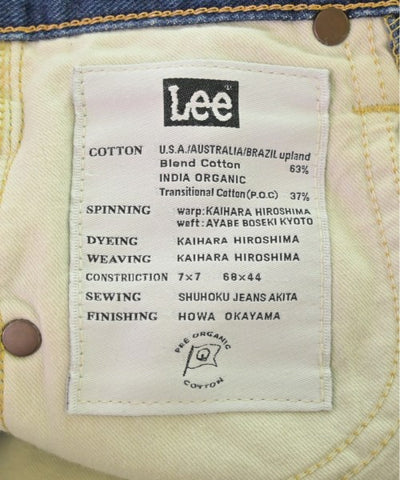 Lee
COTTON U.S.A./AUSTRALIA/BRAZIL upland
Blend Cotton 63%
INDIA ORGANIC
Transitional Cotton(P.O.C) 37%
SPINNING warp:KAIHARA HIROSHIMA
weft:AYABE BOSEKI KYOTO
DYEING KAIHARA HIROSHIMA
WEAVING KAIHARA HIROSHIMA
CONSTRUCTION 7×7 68×44
SEWING SHUHOKU JEANS AKITA
FINISHING HOWA OKAYAMA
PRE ORGANIC
COTTON